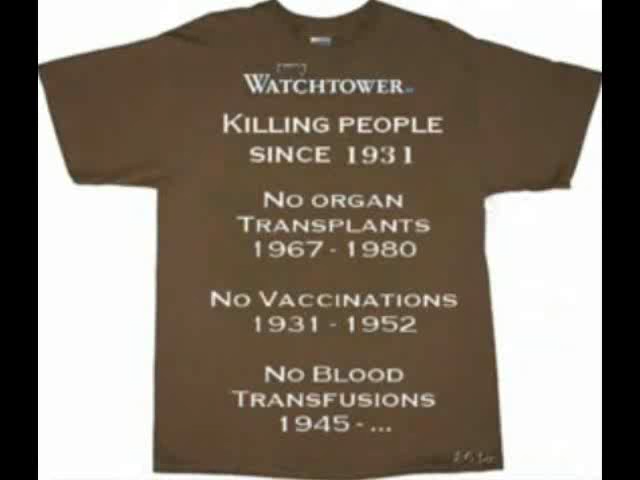 WATCHTOWER
KILLING PEOPLE
SINCE 1931
NO ORGAN
TRANSPLANTS
1967 - 1980
NO VACCINATIONS
1931 - 1952
NO BLOOD
TRANSFUSIONS
1945 - ...